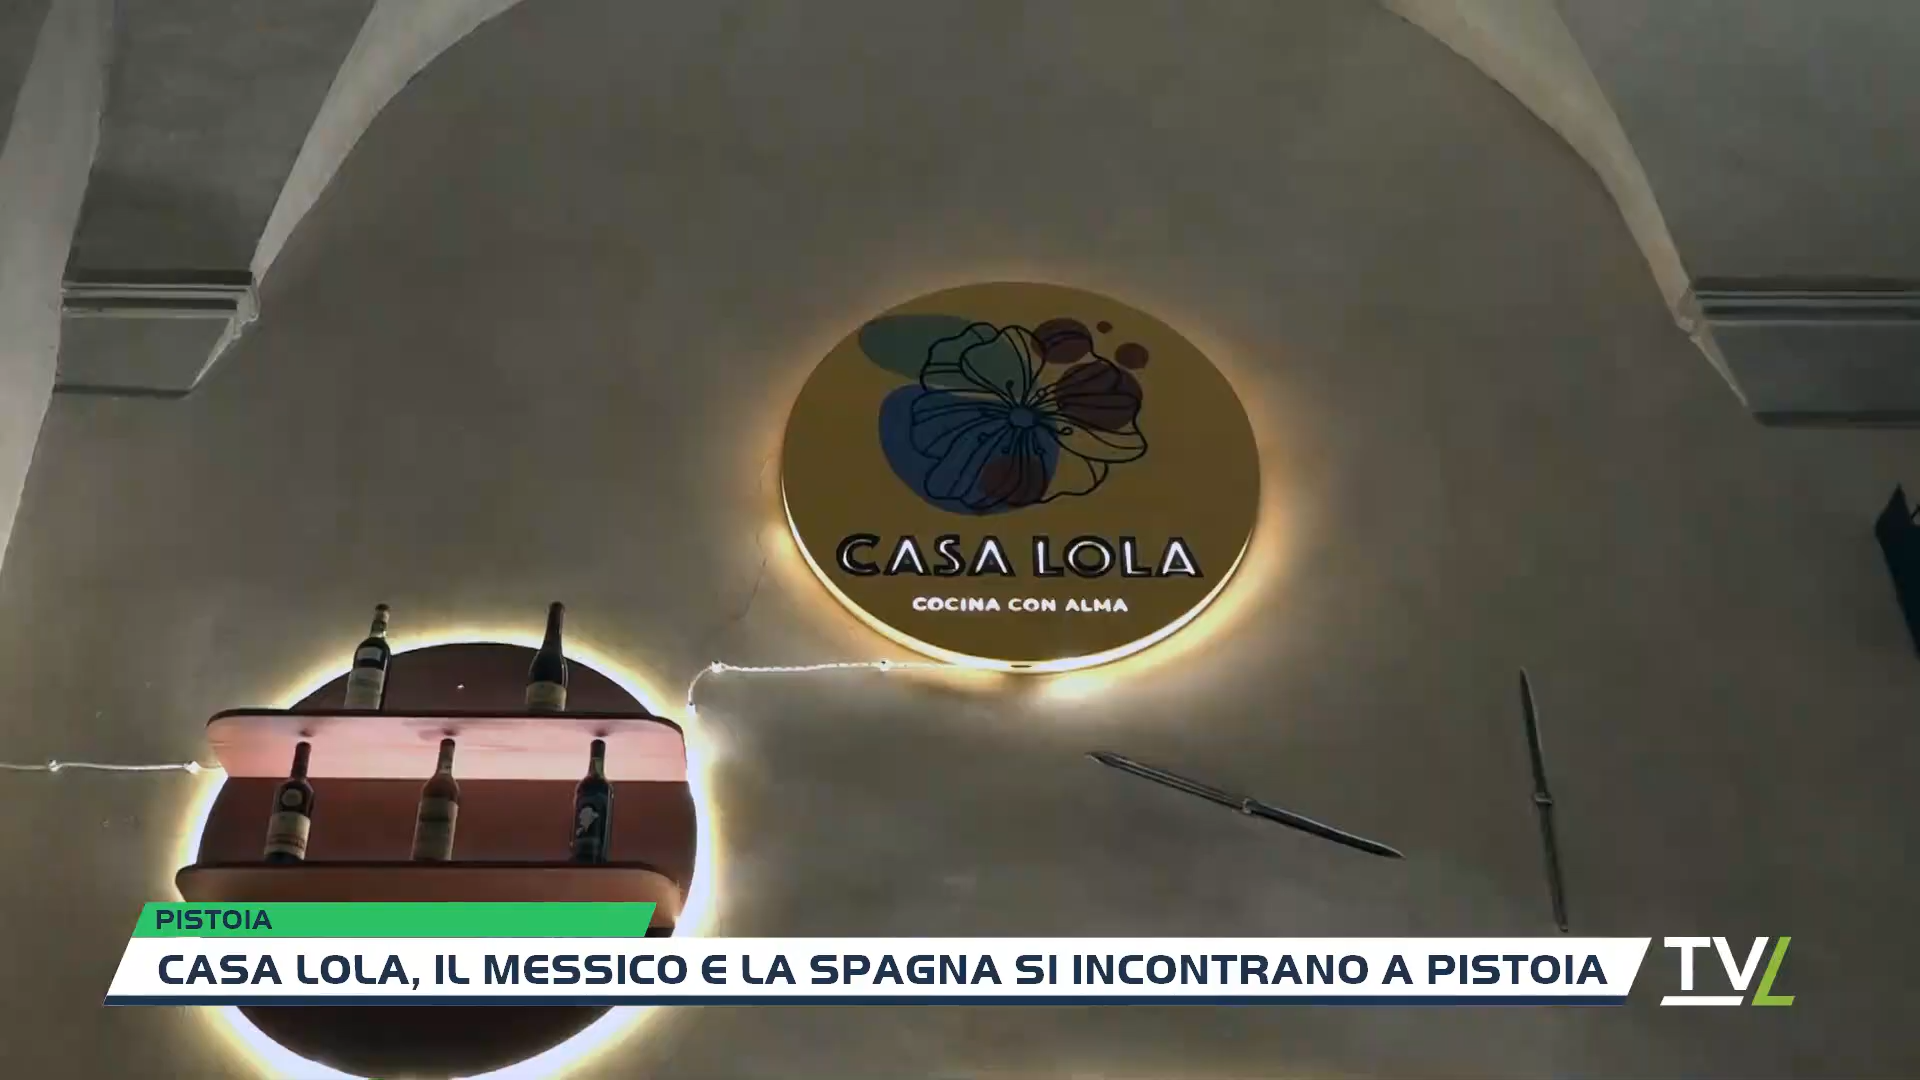 CASA LOLA
COCINA CON ALMA
PISTOIA
CASA LOLA, IL MESSICO E LA SPAGNA SI INCONTRANO A PISTOIA
TVL